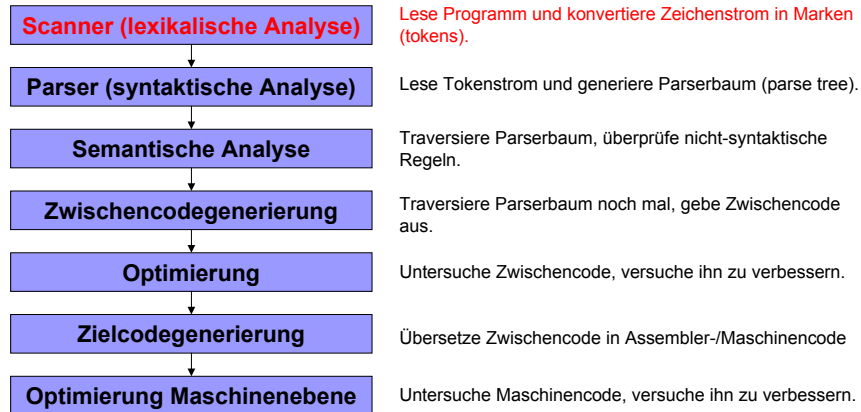 Scanner (lexikalische Analyse)
Lese Programm und konvertiere Zeichenstrom in Marken
(tokens).
Parser (syntaktische Analyse)
Lese Tokenstrom und generiere Parserbaum (parse tree).
Semantische Analyse
Traversiere Parserbaum, überprüfe nicht-syntaktische
Regeln.
Zwischencodegenerierung
Traversiere Parserbaum noch mal, gebe Zwischencode
aus.
Optimierung
Untersuche Zwischencode, versuche ihn zu verbessern.
Zielcodegenerierung
Übersetze Zwischencode in Assembler-/Maschinencode
Optimierung Maschinenebene
Untersuche Maschinencode, versuche ihn zu verbessern.